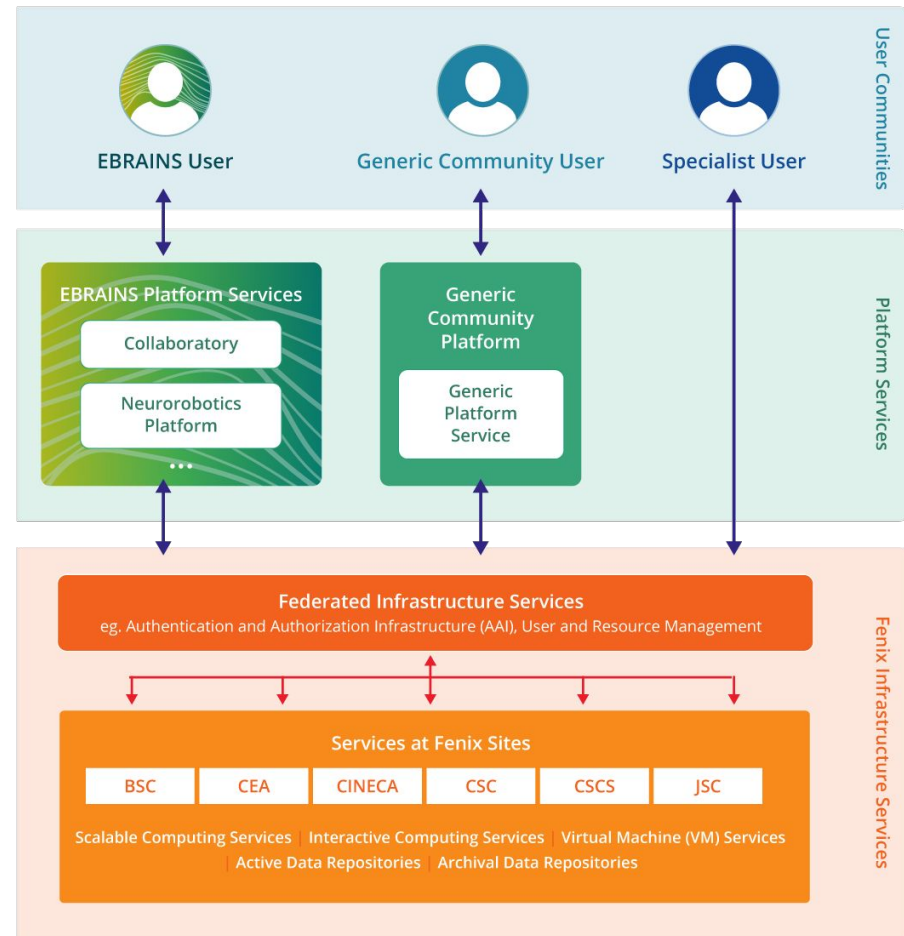 User Communities
EBRAINS User
Generic Community User
Specialist User
Platform Services
EBRAINS Platform Services
Collaboratory
Neurorobotics
Platform
...
Generic
Community
Platform
Generic
Platform
Service
Fenix Infrastructure Services
Federated Infrastructure Services
eg. Authentication and Authorization Infrastructure (AAI), User and Resource Management
Services at Fenix Sites
BSC
CEA
CINECA
CSC
CSCS
JSC
Scalable Computing Services | Interactive Computing Services | Virtual Machine (VM) Services
| Active Data Repositories | Archival Data Repositories